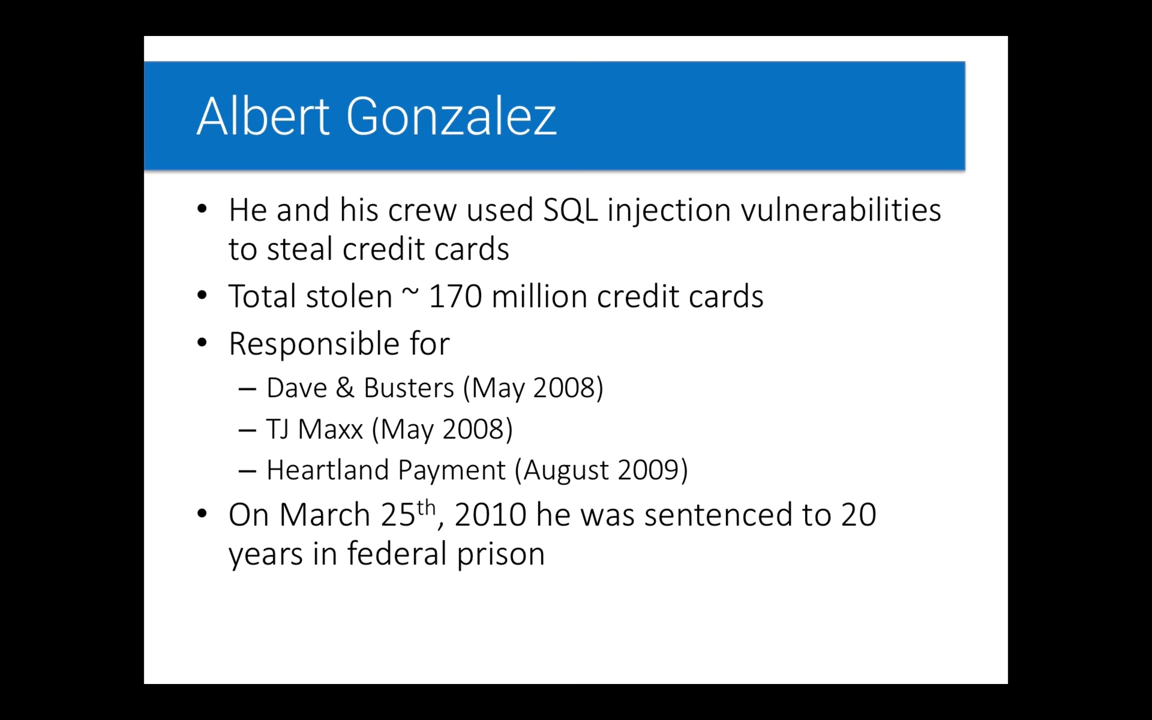 Albert Gonzalez
• He and his crew used SQL injection vulnerabilities
to steal credit cards
• Total stolen ~ 170 million credit cards
• Responsible for
– Dave & Busters (May 2008)
– TJ Maxx (May 2008)
– Heartland Payment (August 2009)
• On March 25th, 2010 he was sentenced to 20
years in federal prison